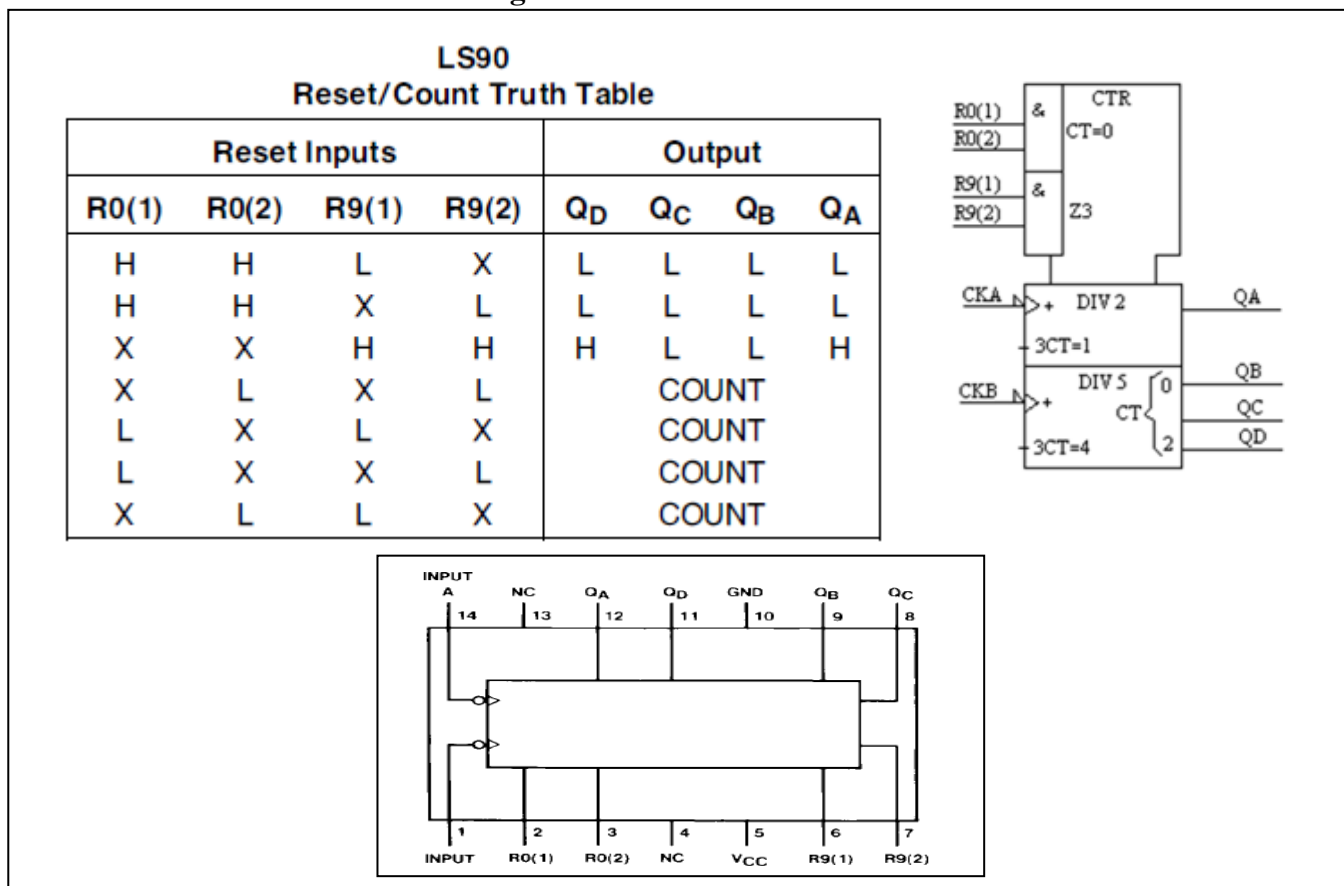 LS90
Reset/Count Truth Table
Reset Inputs Output
R0(1) R0(2) R9(1) R9(2) QD QC QB QA
H H L X L L L L
H H X L L L L L
X X H H H L L H
X L X L COUNT
L X L X COUNT
L X X L COUNT
X L L X COUNT
CTR
R0(1) &
CT=0
R0(2)
R9(1) &
R9(2) Z3
CKA + DIV 2 QA
3CT=1
DIV 5 0 QB
CKB + CT QC
3CT=4 2 QD
INPUT
A NC QA QD GND QB QC
14 13 12 11 10 9 8
1 2 3 4 5 6 7
INPUT R0(1) R0(2) NC VCC R9(1) R9(2)